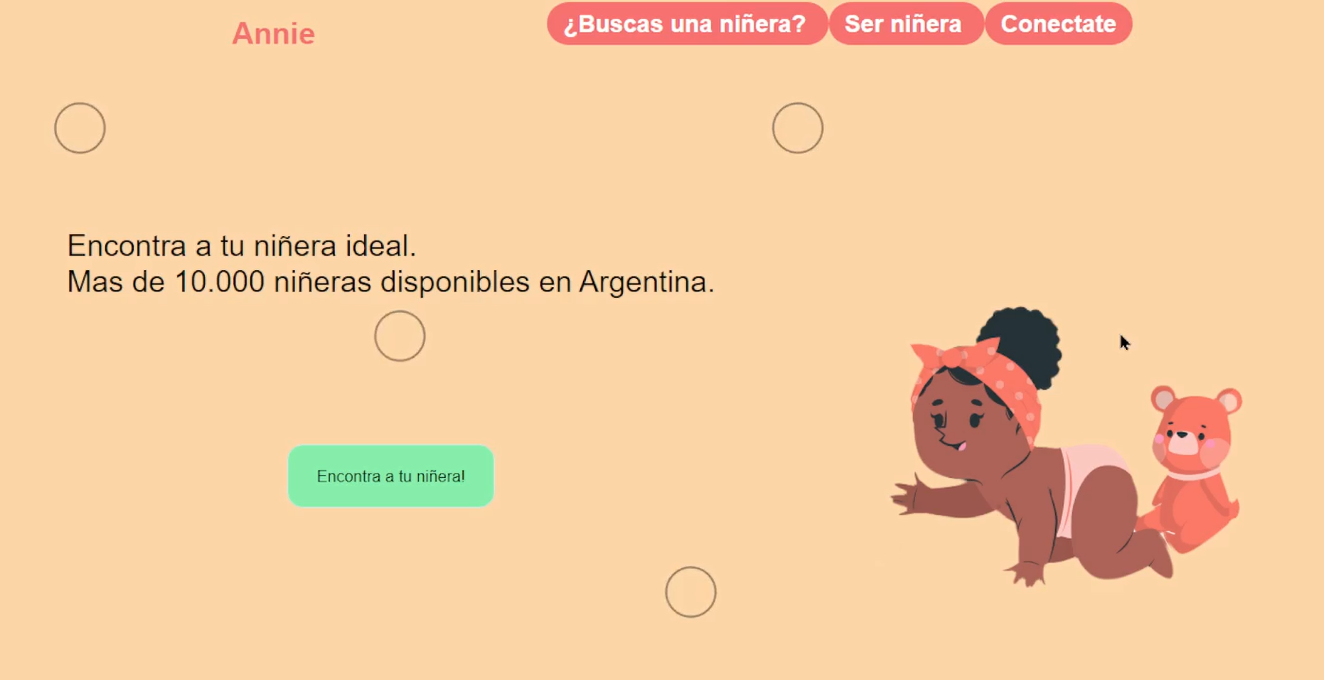 Annie
¿Buscas una niñera?
Ser niñera
Conectate
Encontra a tu niñera ideal.
Mas de 10.000 niñeras disponibles en Argentina.
Encontra a tu niñera!